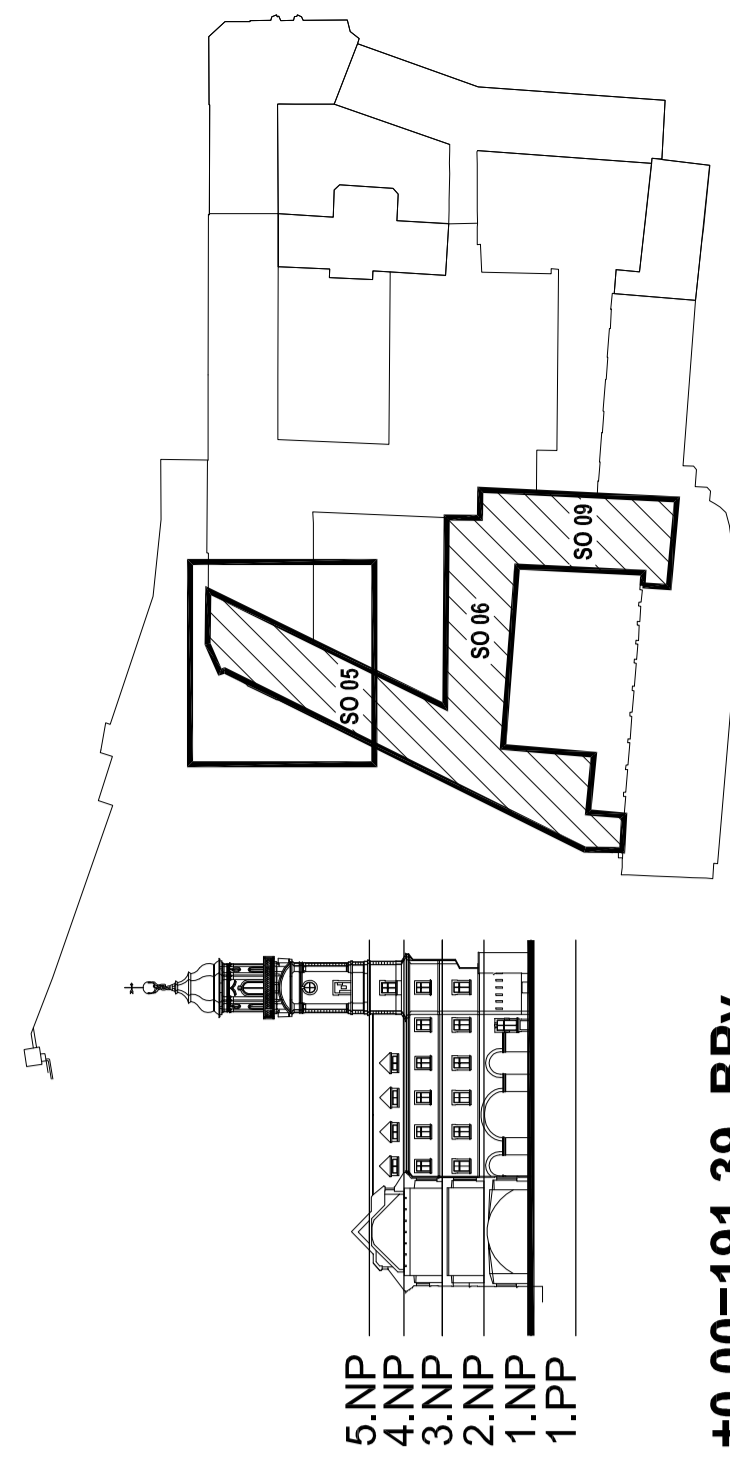 SO 05
SO 06
SO 09
5.NP
4.NP
3.NP
2.NP
1.NP
1.PP
±0,00=191,39 BPv